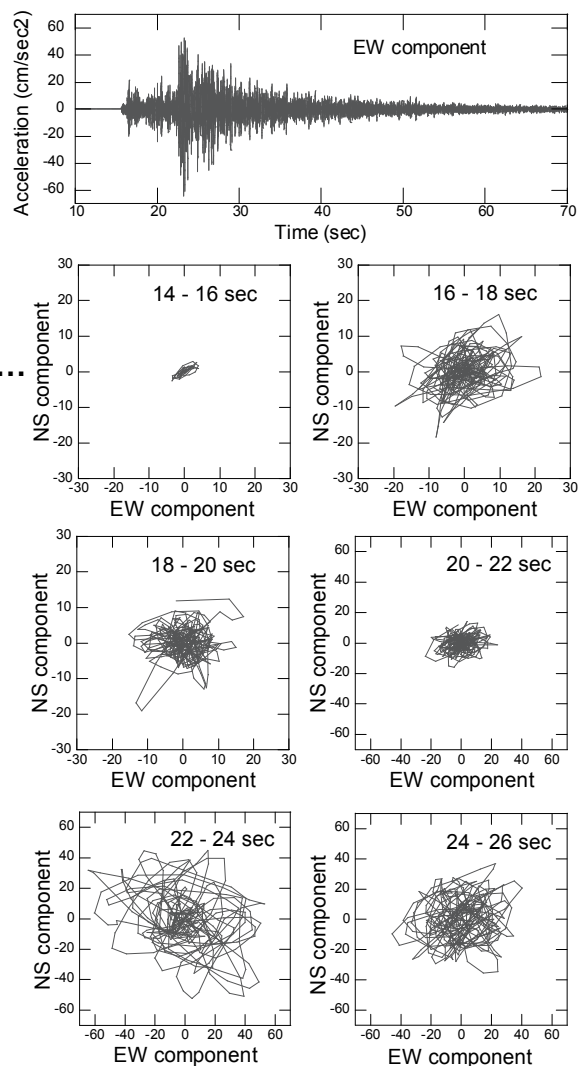 60
40
20
0
-20
-40
-60
Acceleration (cm/sec2)
EW component
10 20 30 40 50 60 70
Time (sec)
30
20
10
0
-10
-20
-30
NS component
14 - 16 sec
-30 -20 -10 0 10 20 30
EW component
30
20
10
0
-10
-20
-30
NS component
16 - 18 sec
-30 -20 -10 0 10 20 30
EW component
...
30
20
10
0
-10
-20
-30
NS component
18 - 20 sec
-30 -20 -10 0 10 20 30
EW component
60
40
20
0
-20
-40
-60
NS component
20 - 22 sec
-60 -40 -20 0 20 40 60
EW component
60
40
20
0
-20
-40
-60
NS component
22 - 24 sec
-60 -40 -20 0 20 40 60
EW component
60
40
20
0
-20
-40
-60
NS component
24 - 26 sec
-60 -40 -20 0 20 40 60
EW component